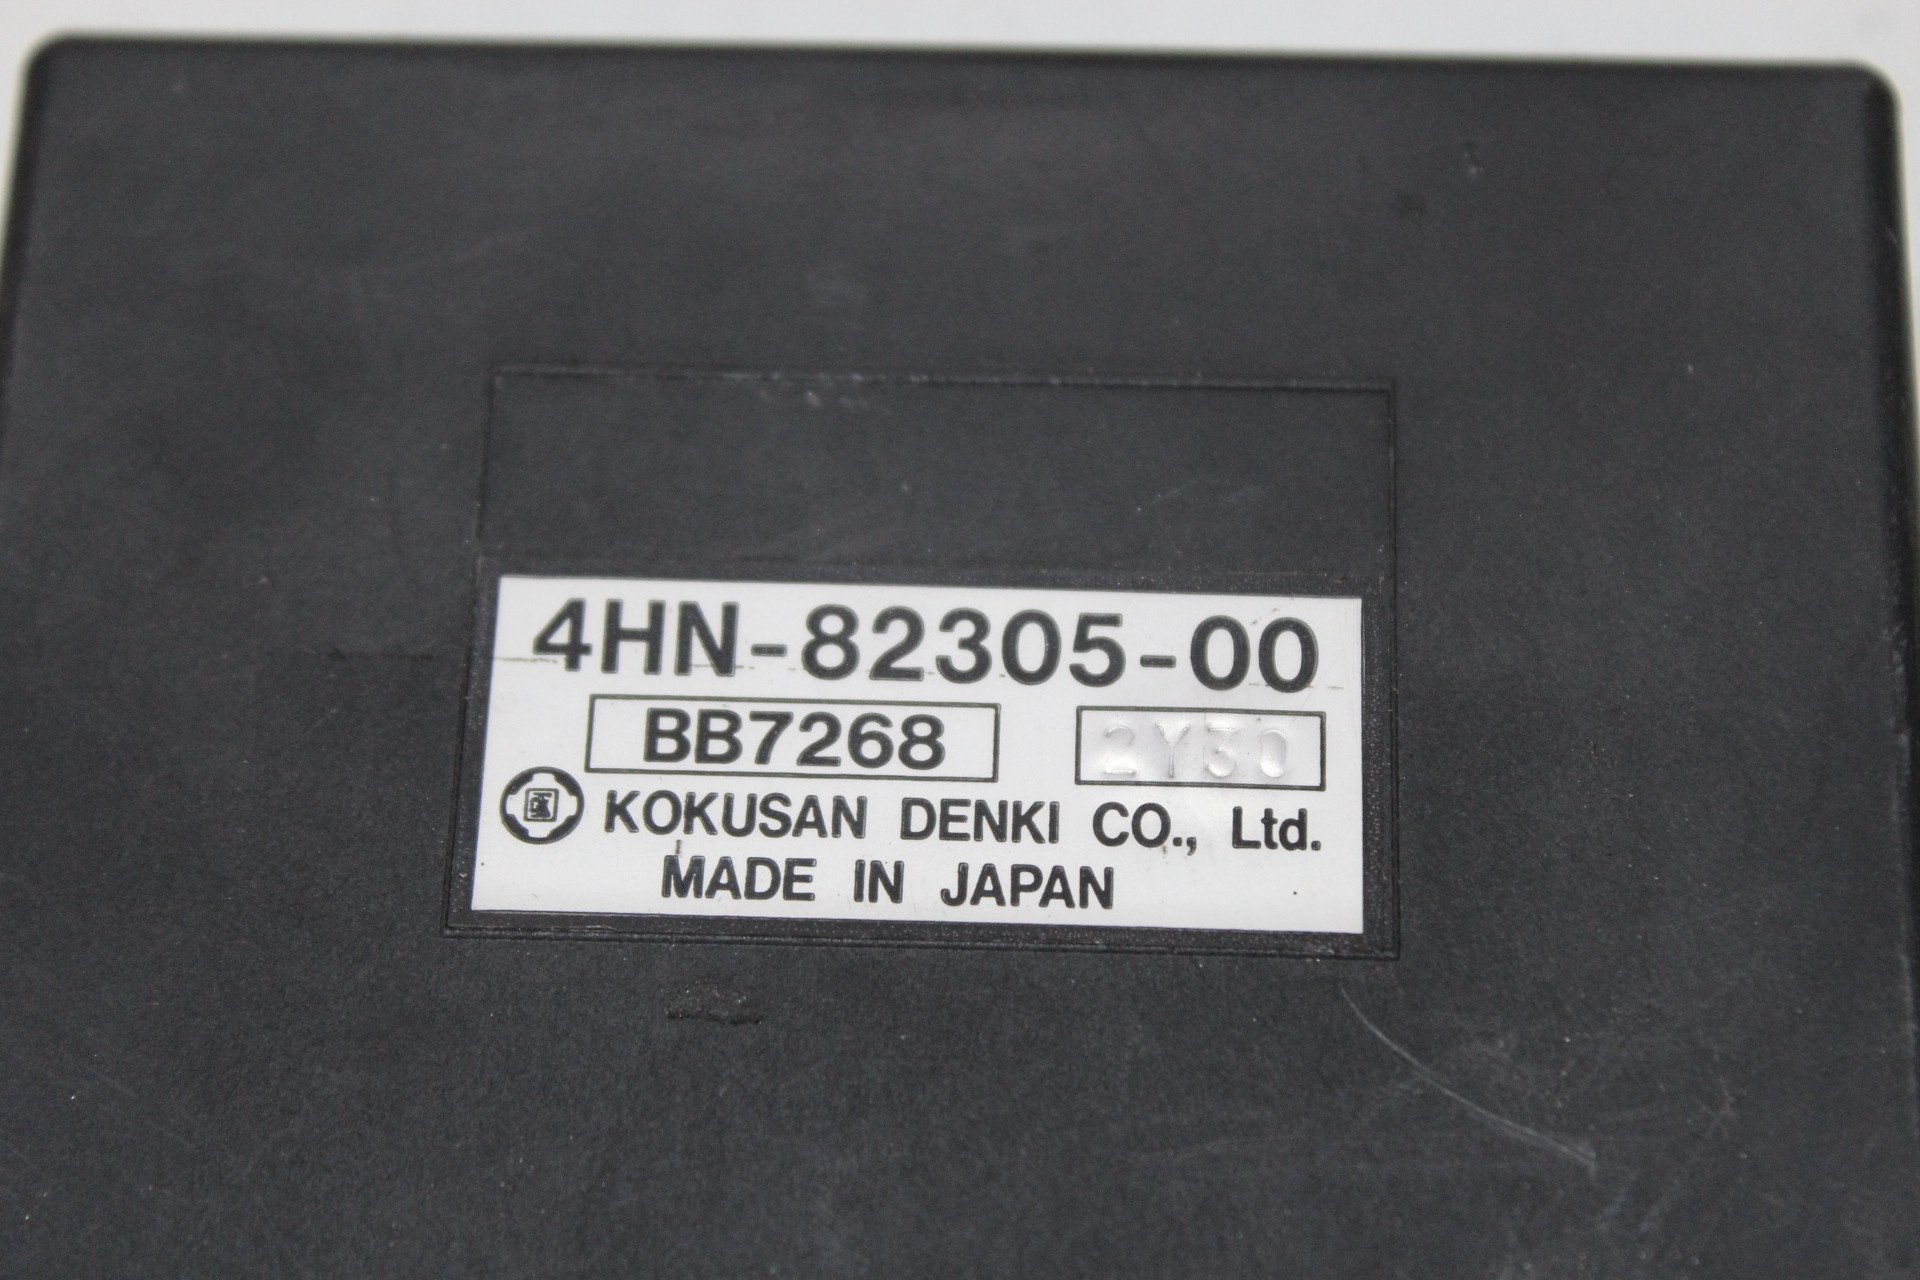 4HN-82305-00
BB7268 2Y30
KOKUSAN DENKI CO., Ltd.
MADE IN JAPAN